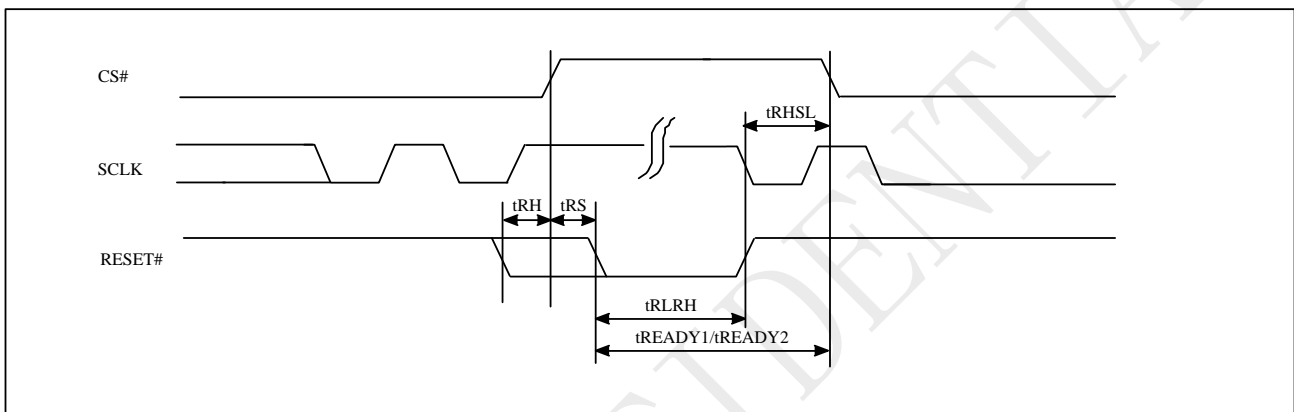 CS#
tRHSL
SCLK
tRH
tRS
RESET#
tRLRH
tREADY1/tREADY2